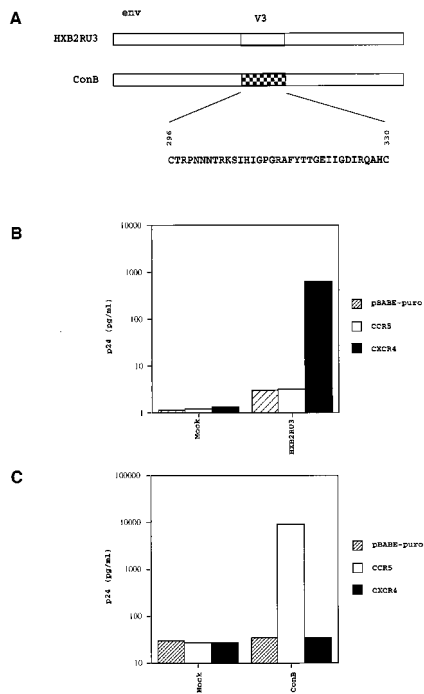 A
env
V3
HXB2RU3
ConB
296
330
CTRPNNNTRKSIHIGPGRAFYTTGEIIGDIRQAHC
B
10000
1000
100
10
1
p24 (pg/ml)
Mock
HXB2RU3
pBABE-puro
CCR5
CXCR4
C
100000
10000
1000
100
10
p24 (pg/ml)
Mock
ConB
pBABE-puro
CCR5
CXCR4